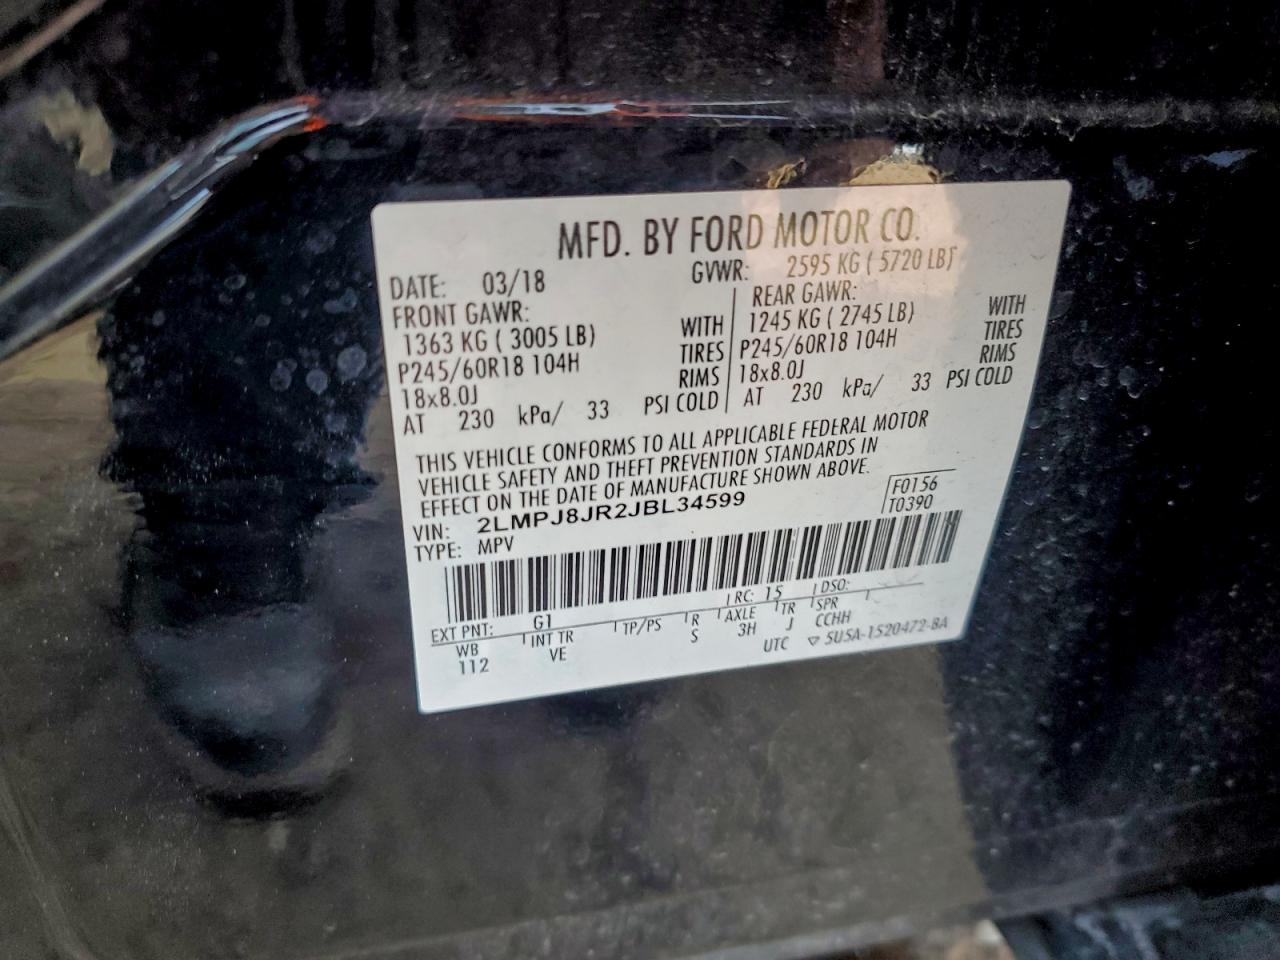 MFD. BY FORD MOTOR CO.
DATE: 03/18 GVWR: 2595 KG ( 5720 LB)
FRONT GAWR: REAR GAWR:
1363 KG ( 3005 LB) WITH 1245 KG ( 2745 LB) WITH
P245/60R18 104H TIRES P245/60R18 104H TIRES
18x8.0J RIMS 18x8.0J RIMS
AT 230 kPa/ 33 PSI COLD AT 230 kPa/ 33 PSI COLD
THIS VEHICLE CONFORMS TO ALL APPLICABLE FEDERAL MOTOR
VEHICLE SAFETY AND THEFT PREVENTION STANDARDS IN
EFFECT ON THE DATE OF MANUFACTURE SHOWN ABOVE.
VIN: 2LMPJ8JR2JBL34599 F0156
TYPE: MPV T0390
EXT PNT: G1 RC: 15 DSO:
WB INT TR TP/PS R AXLE TR SPR
112 VE S 3H J CCHH
UTC ▽ 5U5A-1520472-BA